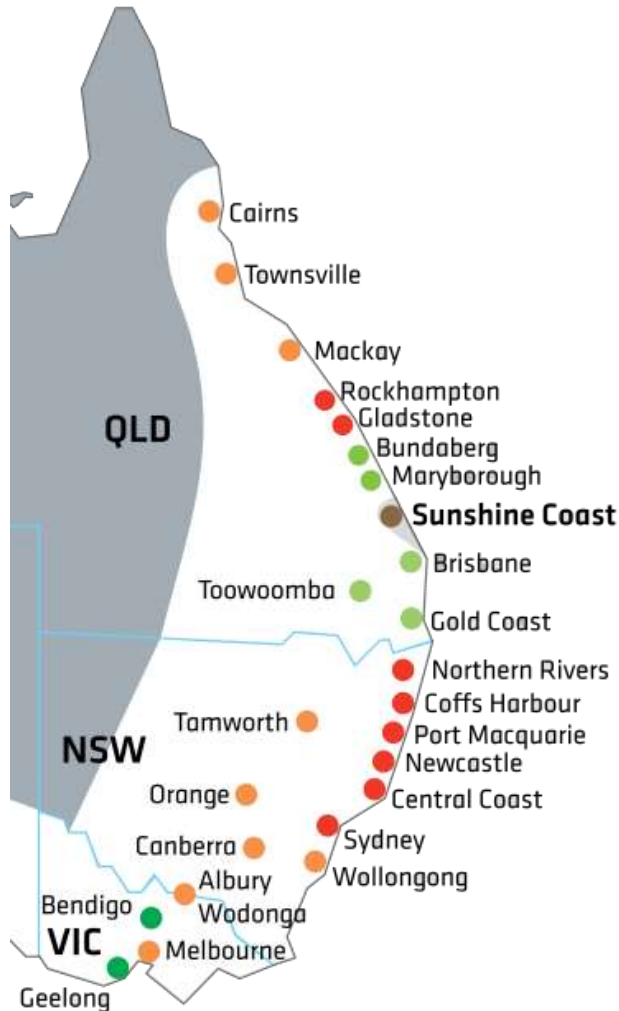 Cairns
Townsville
Mackay
Rockhampton
Gladstone
QLD
Bundaberg
Maryborough
Sunshine Coast
Brisbane
Toowoomba
Gold Coast
Northern Rivers
Coffs Harbour
Tamworth
Port Macquarie
NSW
Newcastle
Orange
Central Coast
Sydney
Canberra
Wollongong
Albury
Wodonga
Bendigo
VIC
Melbourne
Geelong